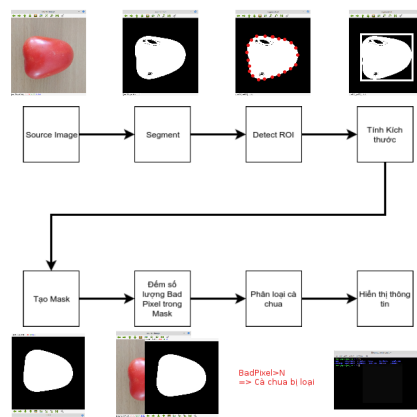 Source Image
Segment
Detect ROI
Tính Kích
thước
Tạo Mask
Đếm số
lượng Bad
Pixel trong
Mask
Phân loại cà
chua
Hiển thị thông
tin
BadPixel>N
=> Cà chua bị loại